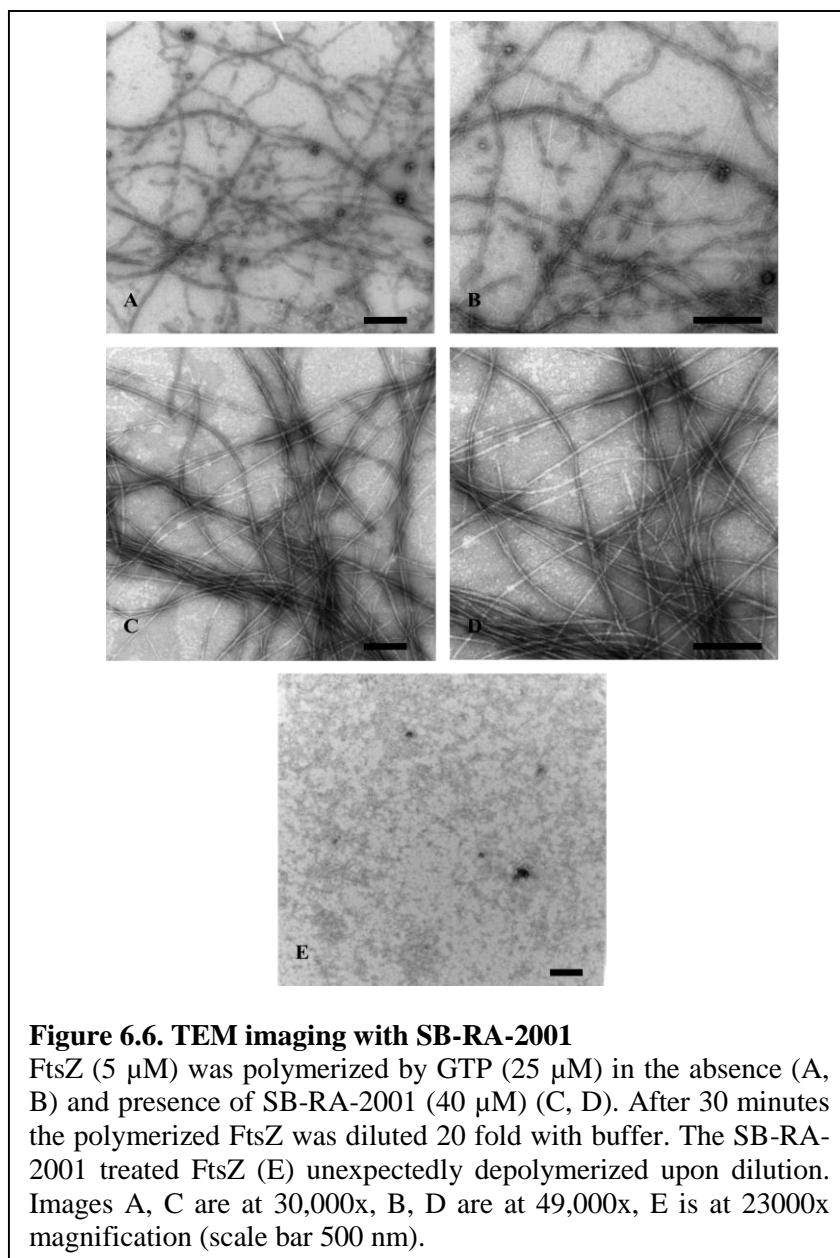 A
B
C
D
E
Figure 6.6. TEM imaging with SB-RA-2001
FtsZ (5 μM) was polymerized by GTP (25 μM) in the absence (A,
B) and presence of SB-RA-2001 (40 μM) (C, D). After 30 minutes
the polymerized FtsZ was diluted 20 fold with buffer. The SB-RA-
2001 treated FtsZ (E) unexpectedly depolymerized upon dilution.
Images A, C are at 30,000x, B, D are at 49,000x, E is at 23000x
magnification (scale bar 500 nm).